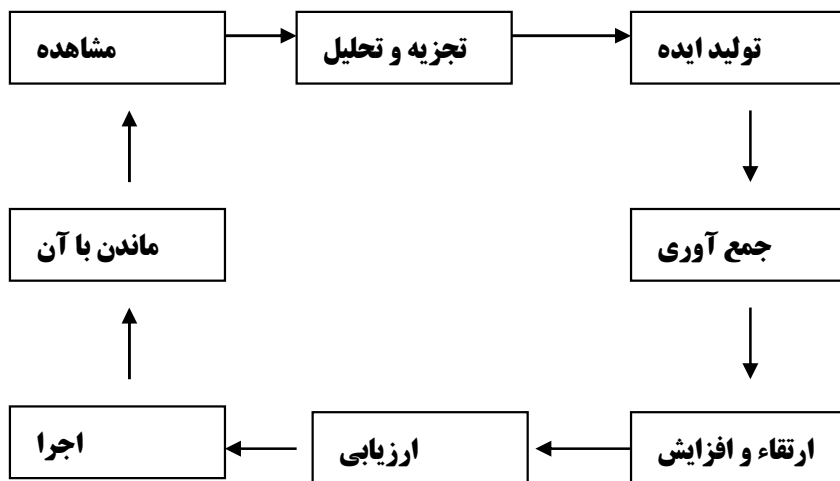 مشاهده
تجزیه و تحلیل
تولید ایده
جمع آوری
ارتقاء و افزایش
ارزیابی
اجرا
ماندن با آن